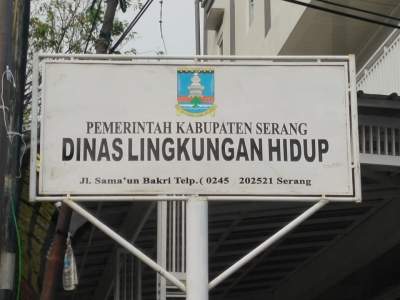 PEMERINTAH KABUPATEN SERANG
DINAS LINGKUNGAN HIDUP
Jl. Sama'un Bakri Telp. ( 0245 202521 Serang